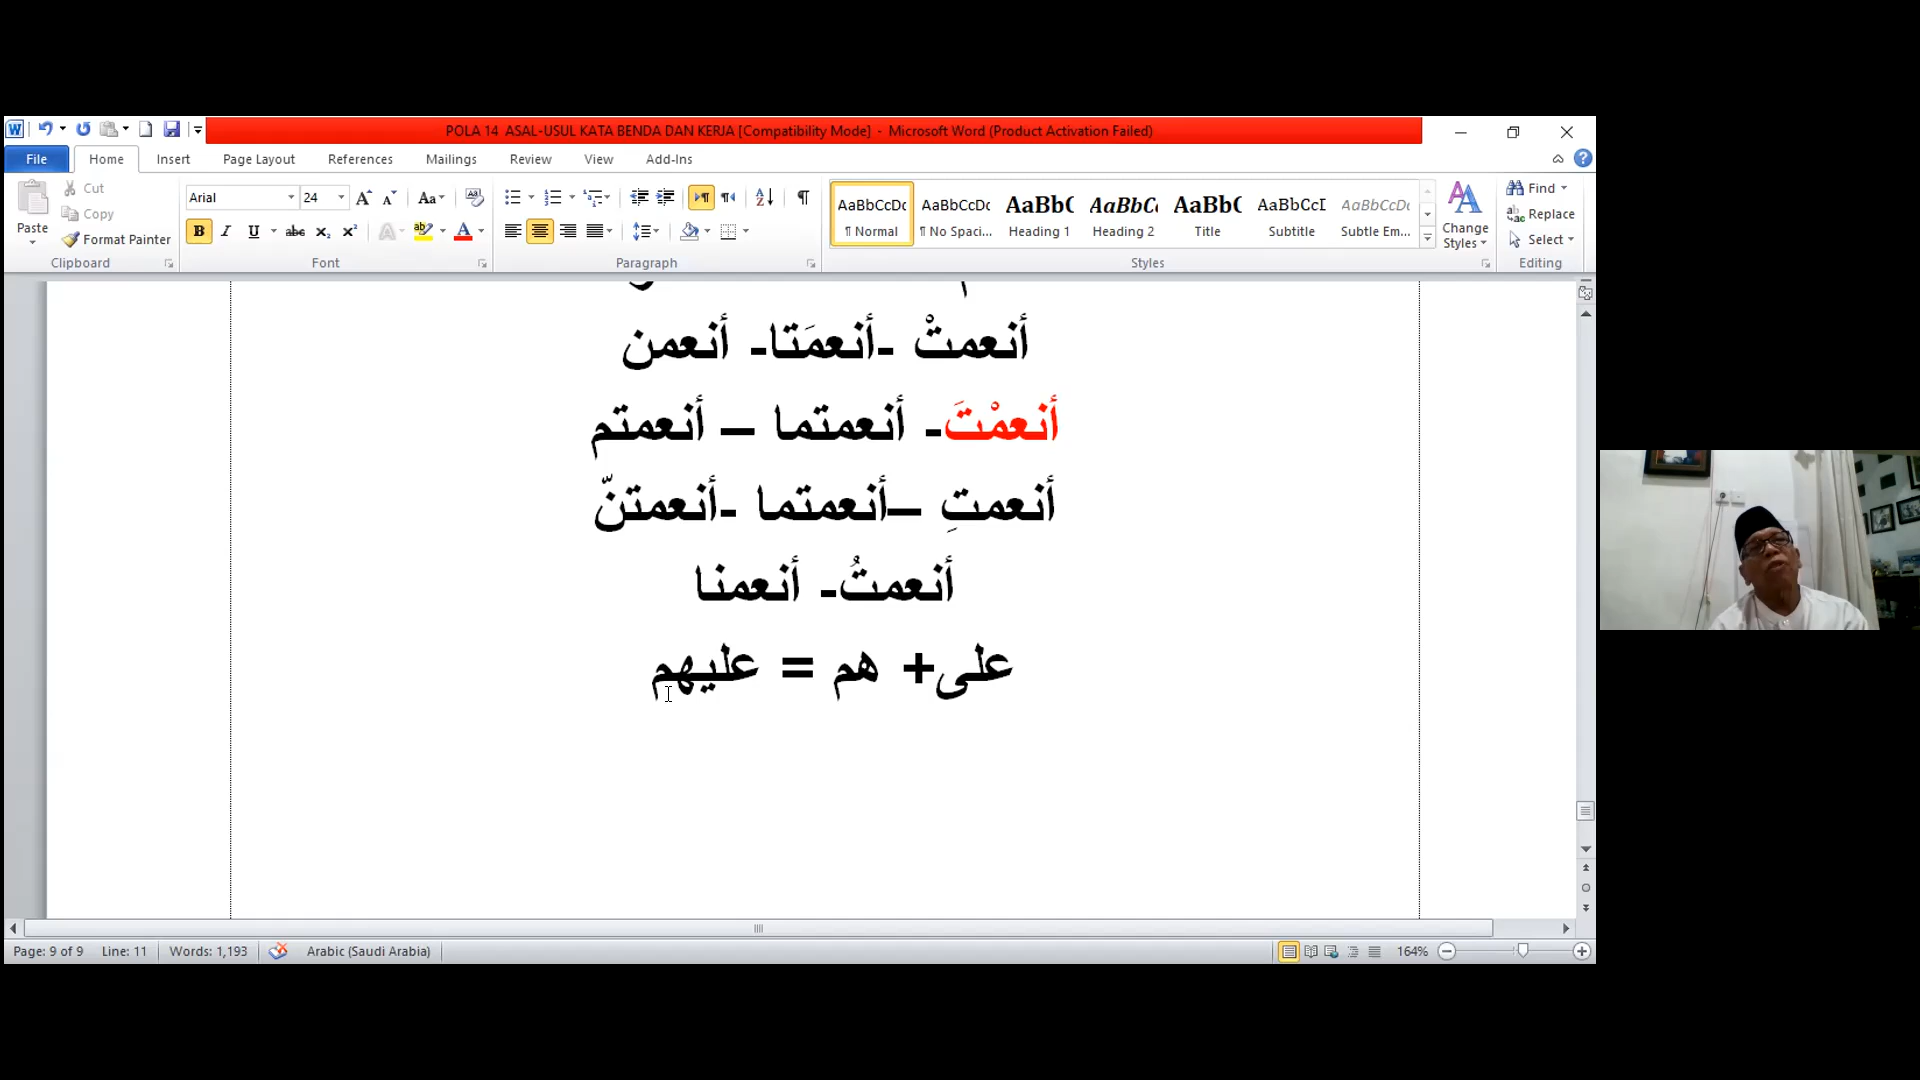 POLA 14 ASAL-USUL KATA BENDA DAN KERJA [Compatibility Mode] - Microsoft Word (Product Activation Failed)
File Home Insert Page Layout References Mailings Review View Add-Ins
Paste
Cut
Copy
Format Painter
Arial 24
B I U abc
AaBbCcDc AaBbCcDc AaBbC AaBbCc AaBbC AaBbCcI AaBbCcDc
¶ Normal ¶ No Spaci... Heading 1 Heading 2 Title Subtitle Subtle Em...
Change Styles
Find
Replace
Select
Clipboard Font Paragraph Styles Editing
أنعمتْ -أنعمَتا- أنعمن
أنعمْتَ- أنعمتما – أنعمتم
أنعمتِ –أنعمتما -أنعمتنّ
أنعمتُ- أنعمنا
على+ هم = عليهم
Page: 9 of 9 Line: 11 Words: 1,193 Arabic (Saudi Arabia) 164%